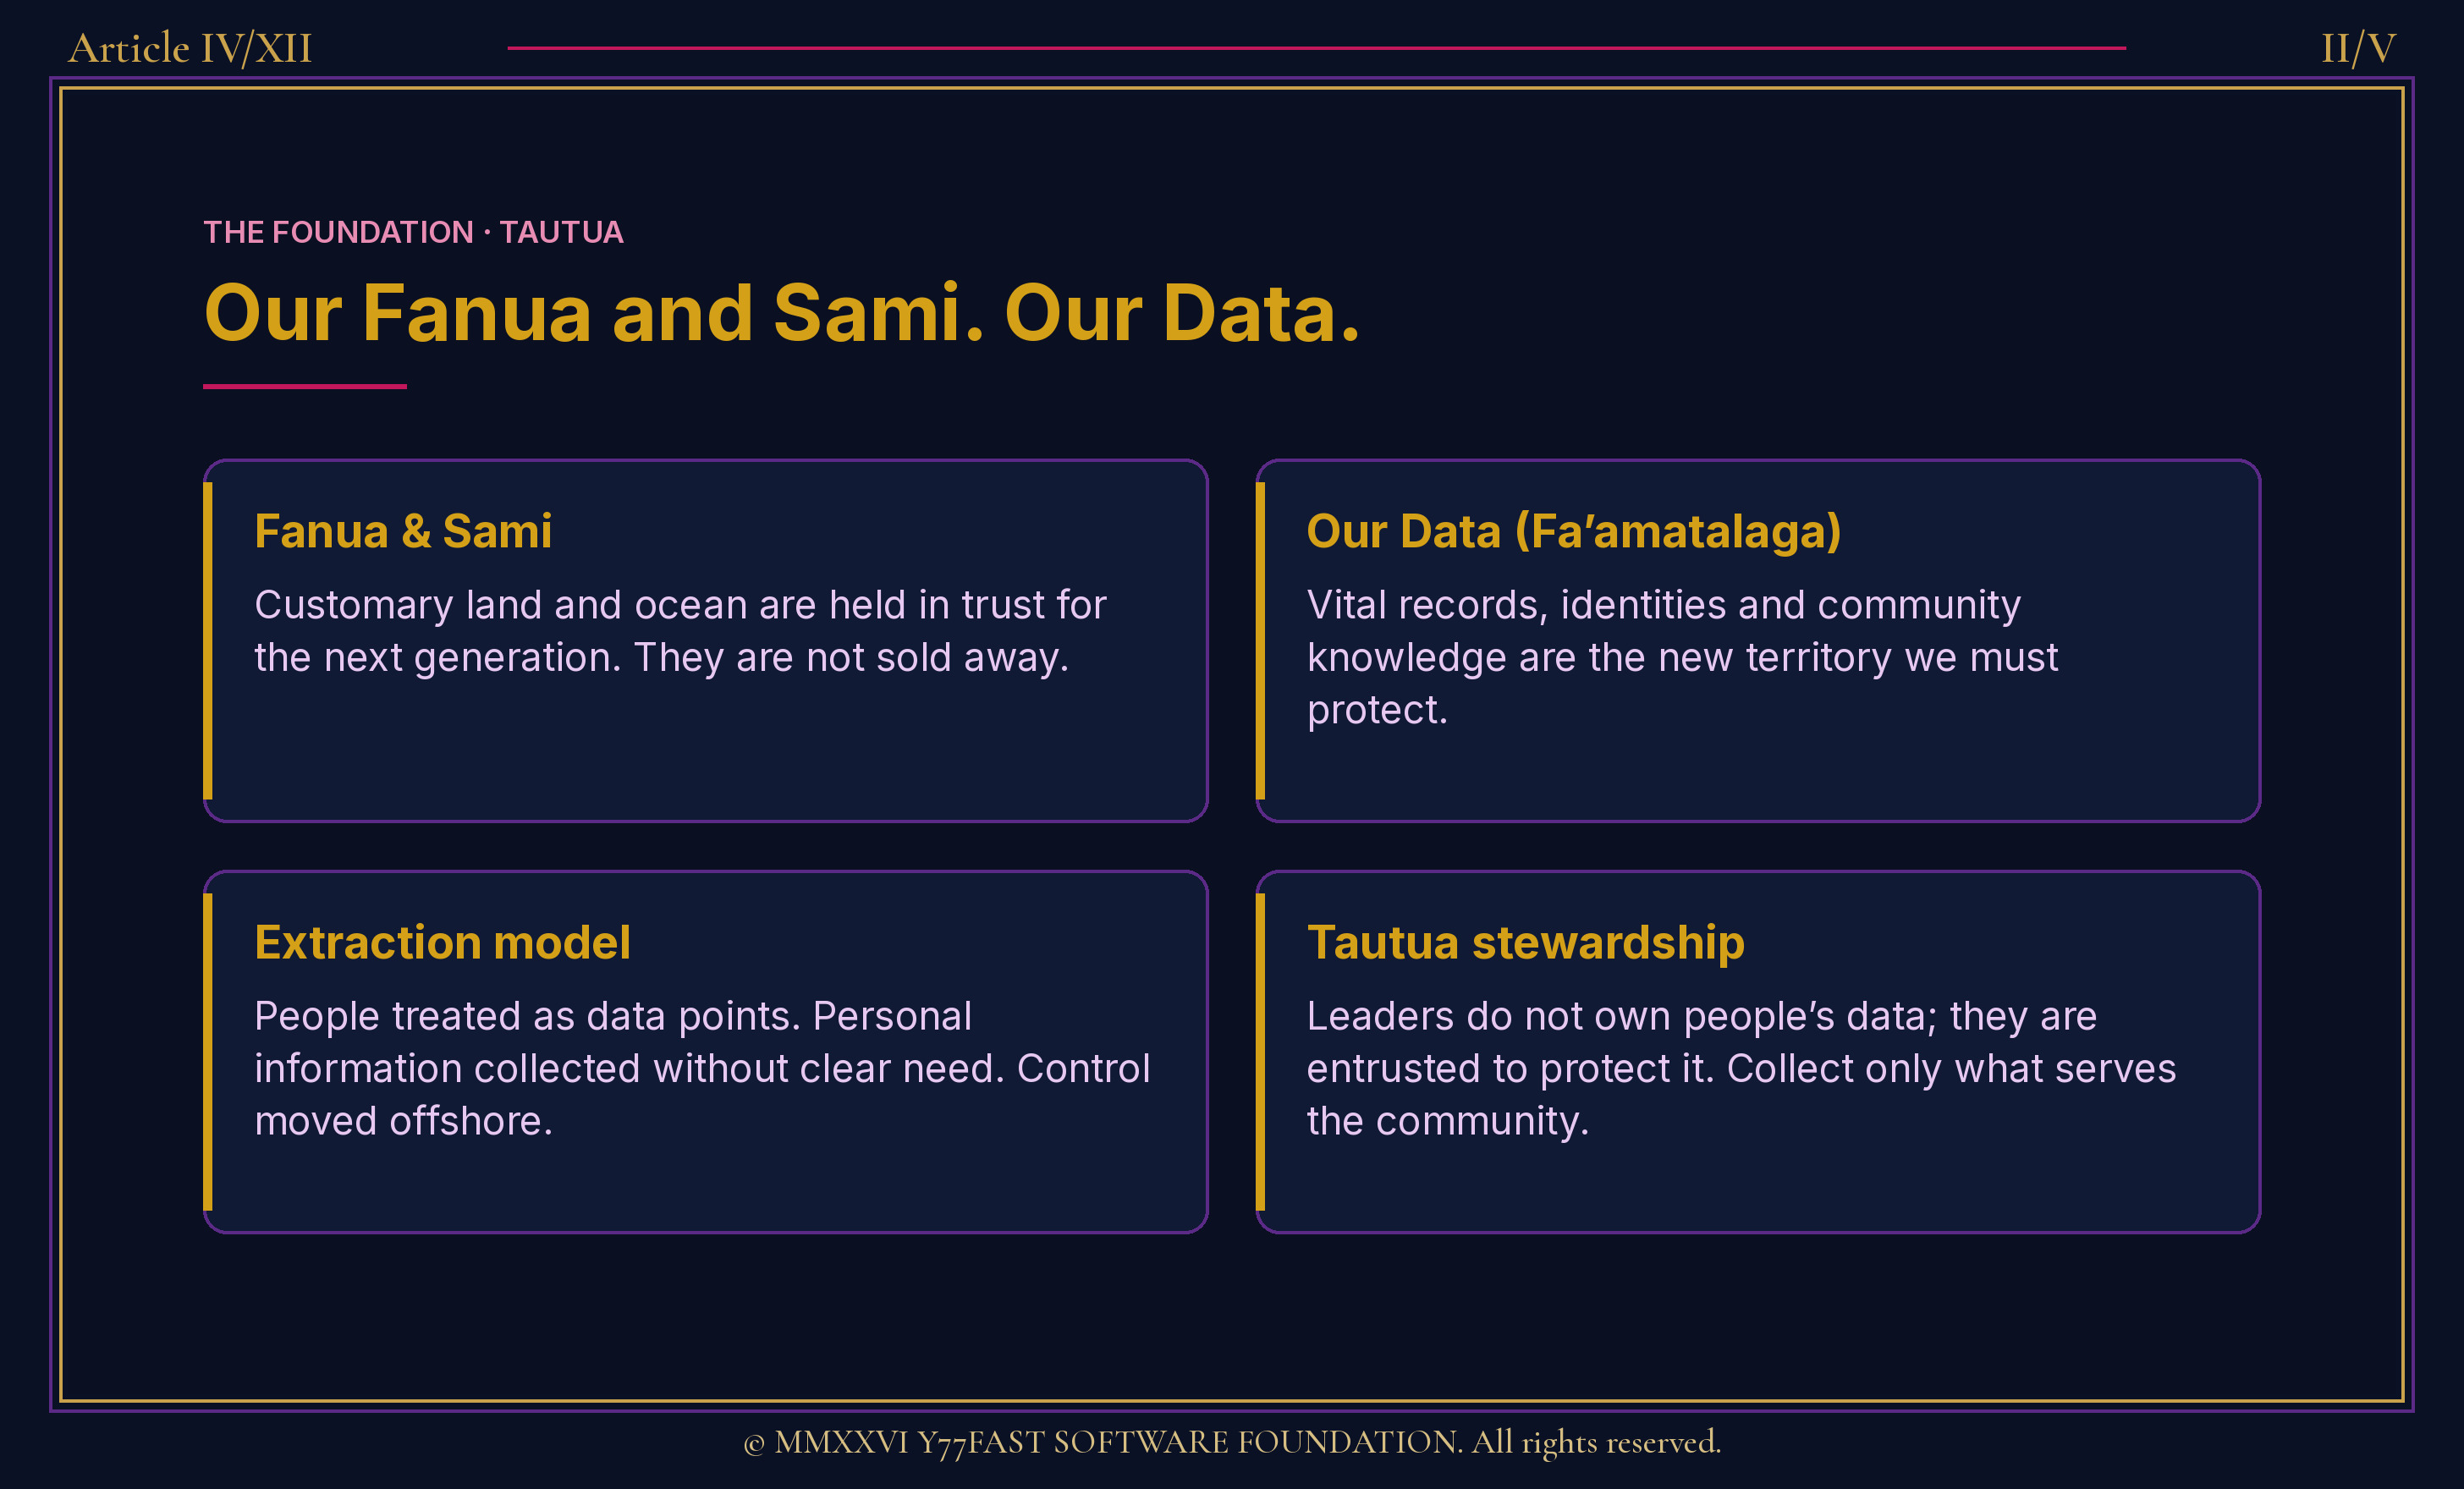 Article IV/XII
II/V
THE FOUNDATION · TAUTUA
Our Fanua and Sami. Our Data.
Fanua & Sami
Customary land and ocean are held in trust for
the next generation. They are not sold away.
Our Data (Fa’amatalaga)
Vital records, identities and community
knowledge are the new territory we must
protect.
Extraction model
People treated as data points. Personal
information collected without clear need. Control
moved offshore.
Tautua stewardship
Leaders do not own people’s data; they are
entrusted to protect it. Collect only what serves
the community.
© MMXXVI Y77FAST SOFTWARE FOUNDATION. All rights reserved.